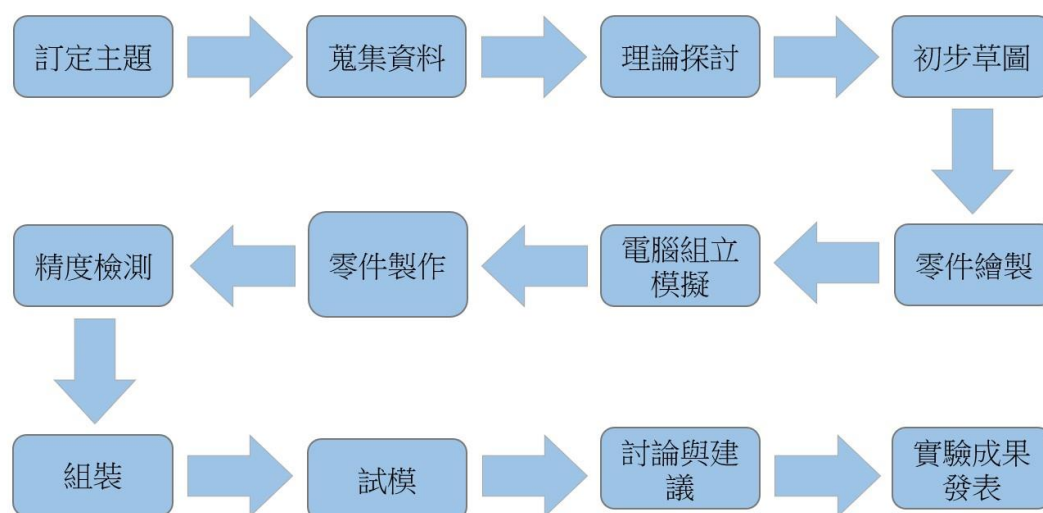 訂定主題
蒐集資料
理論探討
初步草圖
零件繪製
電腦組立
模擬
零件製作
精度檢測
組裝
試模
討論與建
議
實驗成果
發表